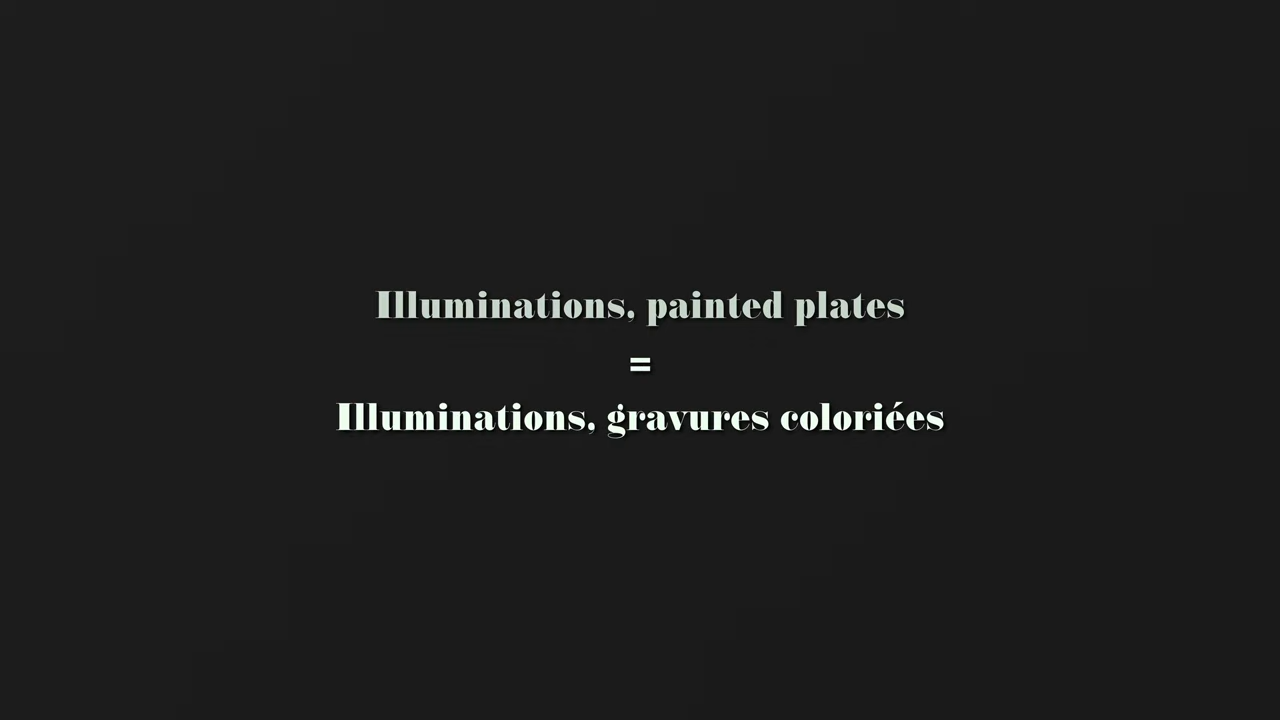 Illuminations, painted plates
=
Illuminations, gravures coloriées